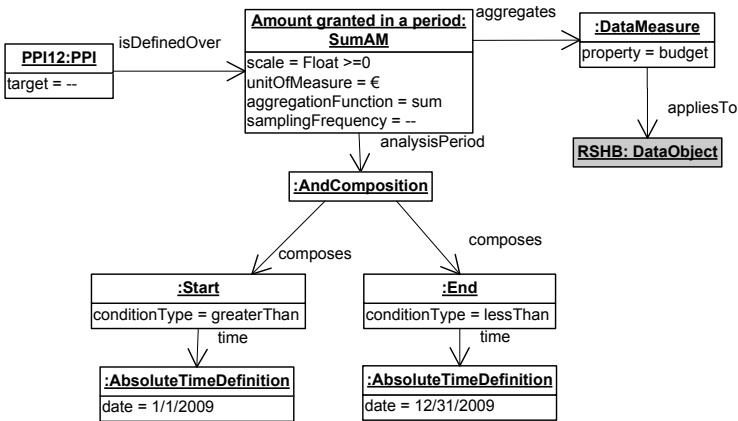 Amount granted in a period:
SumAM
scale = Float >=0
unitOfMeasure = €
aggregationFunction = sum
samplingFrequency = --
aggregates
:DataMeasure
property = budget
isDefinedOver
PPI12:PPI
target = --
appliesTo
RSHB: DataObject
analysisPeriod
:AndComposition
composes
composes
:Start
conditionType = greaterThan
:End
conditionType = lessThan
time
time
:AbsoluteTimeDefinition
date = 1/1/2009
:AbsoluteTimeDefinition
date = 12/31/2009